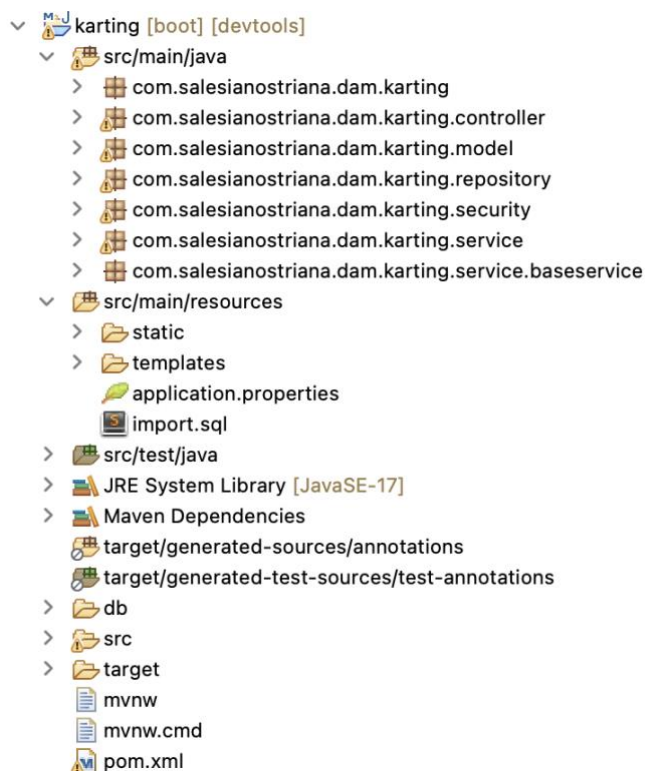 karting [boot] [devtools]
src/main/java
com.salesianostriana.dam.karting
com.salesianostriana.dam.karting.controller
com.salesianostriana.dam.karting.model
com.salesianostriana.dam.karting.repository
com.salesianostriana.dam.karting.security
com.salesianostriana.dam.karting.service
com.salesianostriana.dam.karting.service.baseservice
src/main/resources
static
templates
application.properties
import.sql
src/test/java
JRE System Library [JavaSE-17]
Maven Dependencies
target/generated-sources/annotations
target/generated-test-sources/test-annotations
db
src
target
mvnw
mvnw.cmd
pom.xml